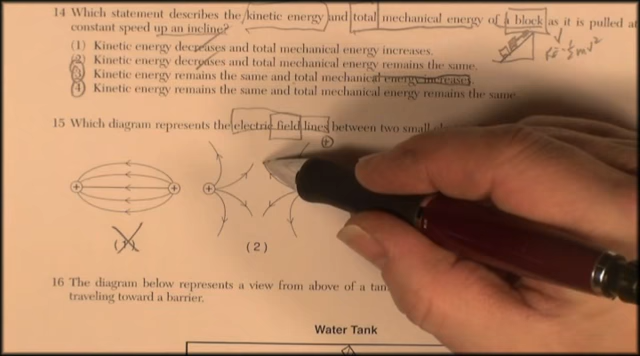 14 Which statement describes the kinetic energy and total mechanical energy of a block as it is pulled at
constant speed up an incline?
(1) Kinetic energy decreases and total mechanical energy increases.
(2) Kinetic energy decreases and total mechanical energy remains the same.
(3) Kinetic energy remains the same and total mechanical energy increases.
(4) Kinetic energy remains the same and total mechanical energy remains the same.
15 Which diagram represents the electric field lines between two small
+ + +
+
(1)
(2)
16 The diagram below represents a view from above of a tan
traveling toward a barrier.
Water Tank